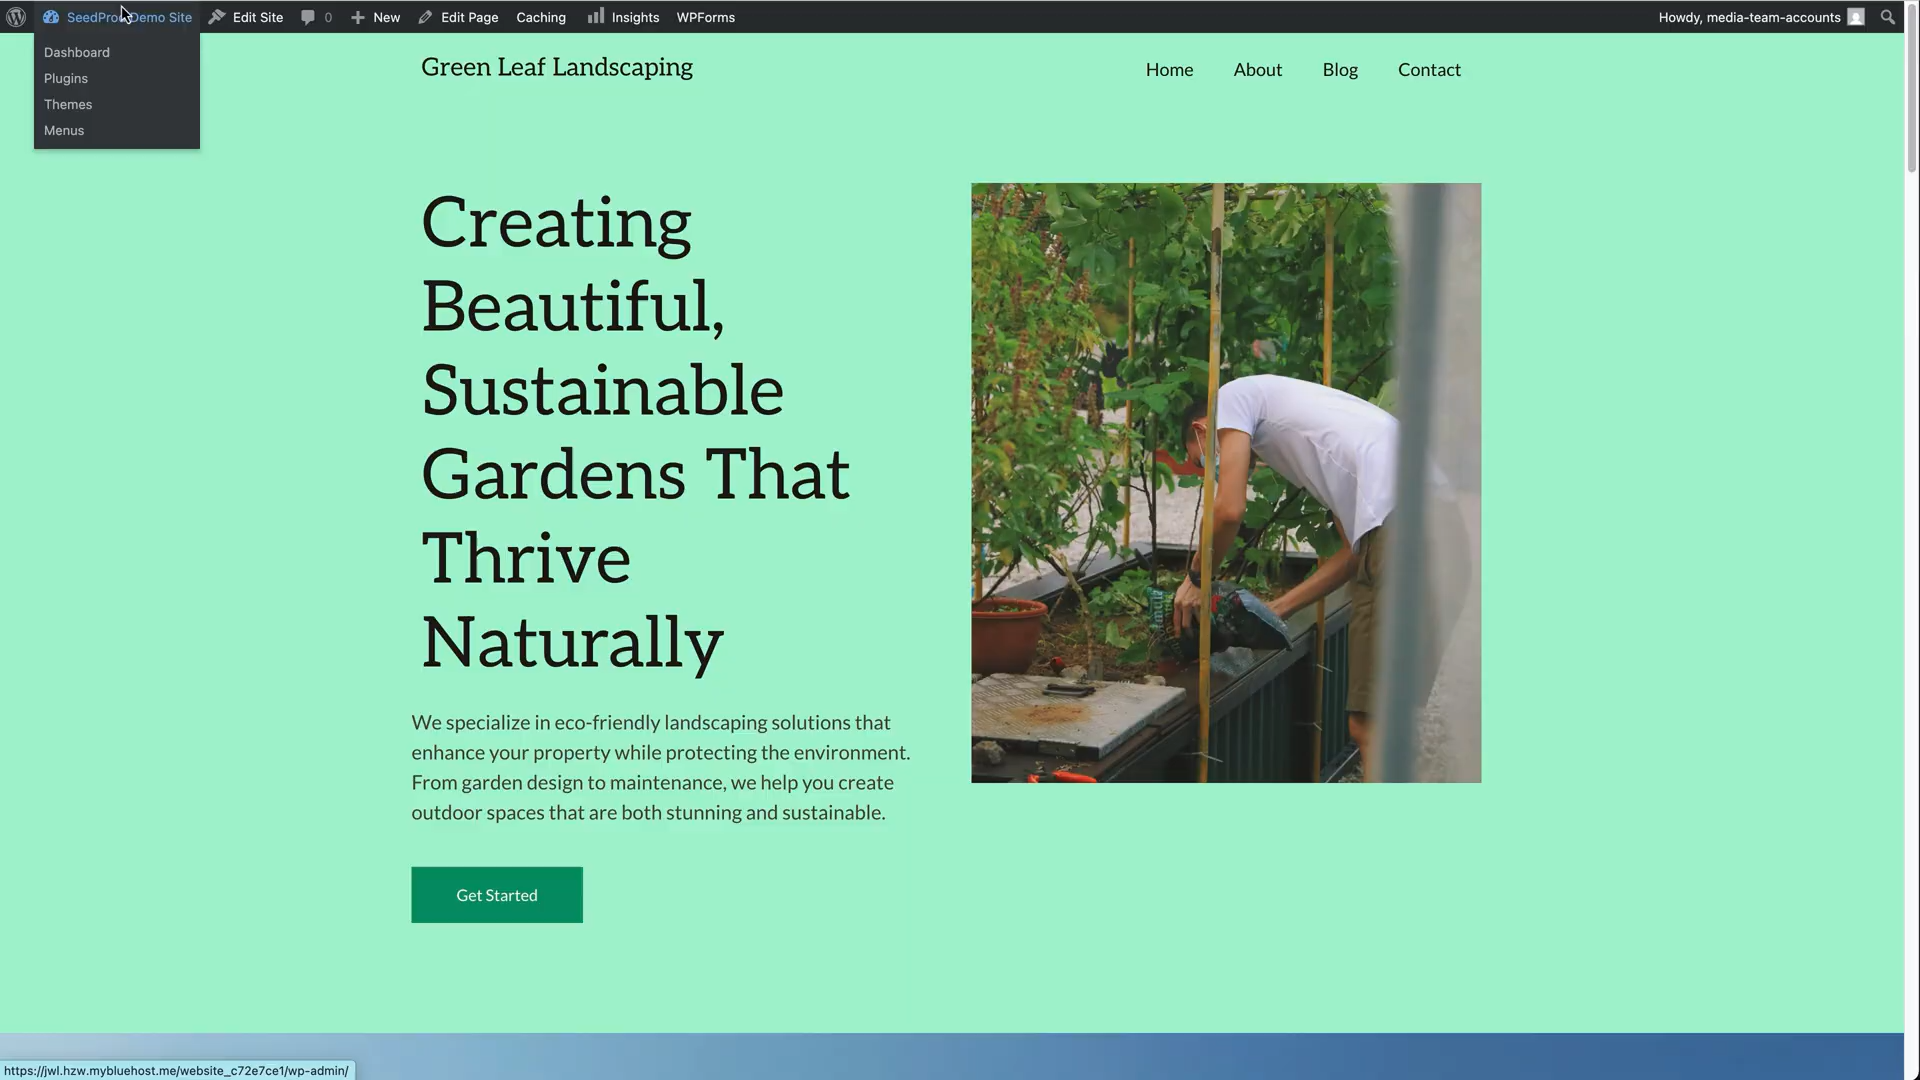 SeedProd Demo Site
Edit Site
0
New
Edit Page
Caching
Insights
WPForms
Howdy, media-team-accounts
Dashboard
Plugins
Themes
Menus
Green Leaf Landscaping
Home
About
Blog
Contact
Creating
Beautiful,
Sustainable
Gardens That
Thrive
Naturally
We specialize in eco-friendly landscaping solutions that
enhance your property while protecting the environment.
From garden design to maintenance, we help you create
outdoor spaces that are both stunning and sustainable.
Get Started
https://jwl.hzw.mybluehost.me/website_c72e7ce1/wp-admin/